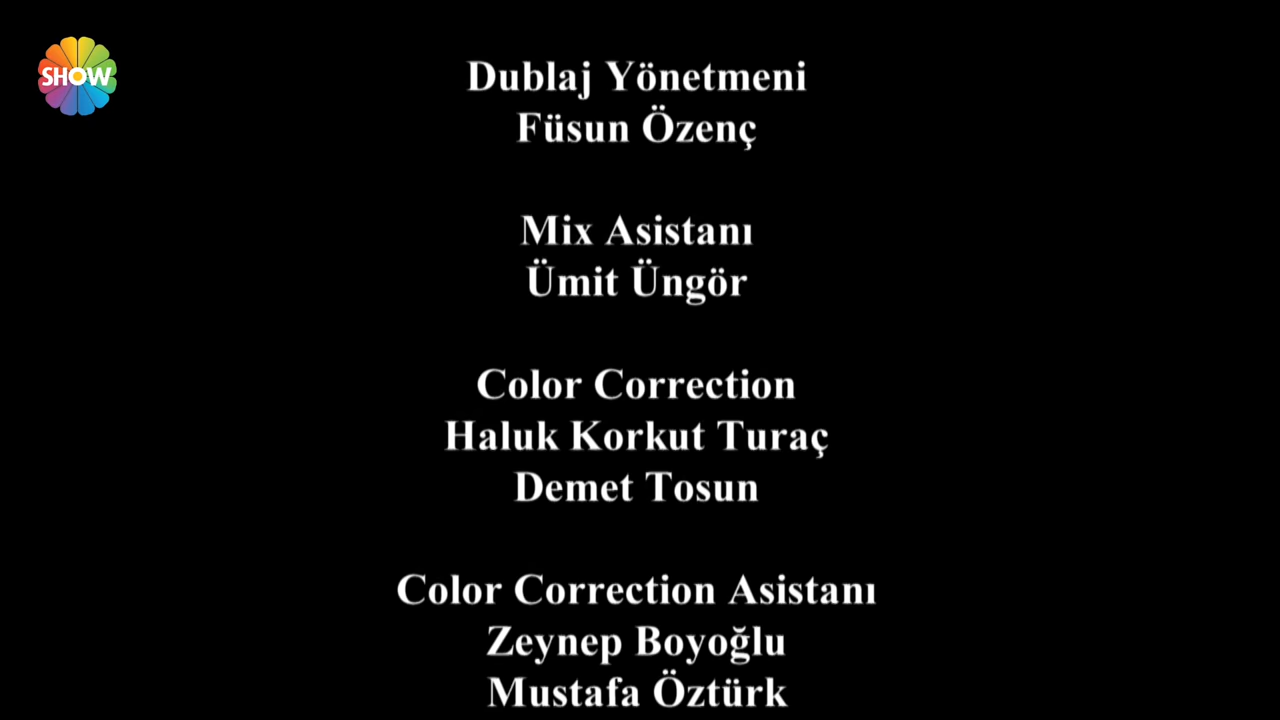 SHOW
Dublaj Yönetmeni
Füsun Özenç
Mix Asistanı
Ümit Üngör
Color Correction
Haluk Korkut Turaç
Demet Tosun
Color Correction Asistanı
Zeynep Boyoğlu
Mustafa Öztürk